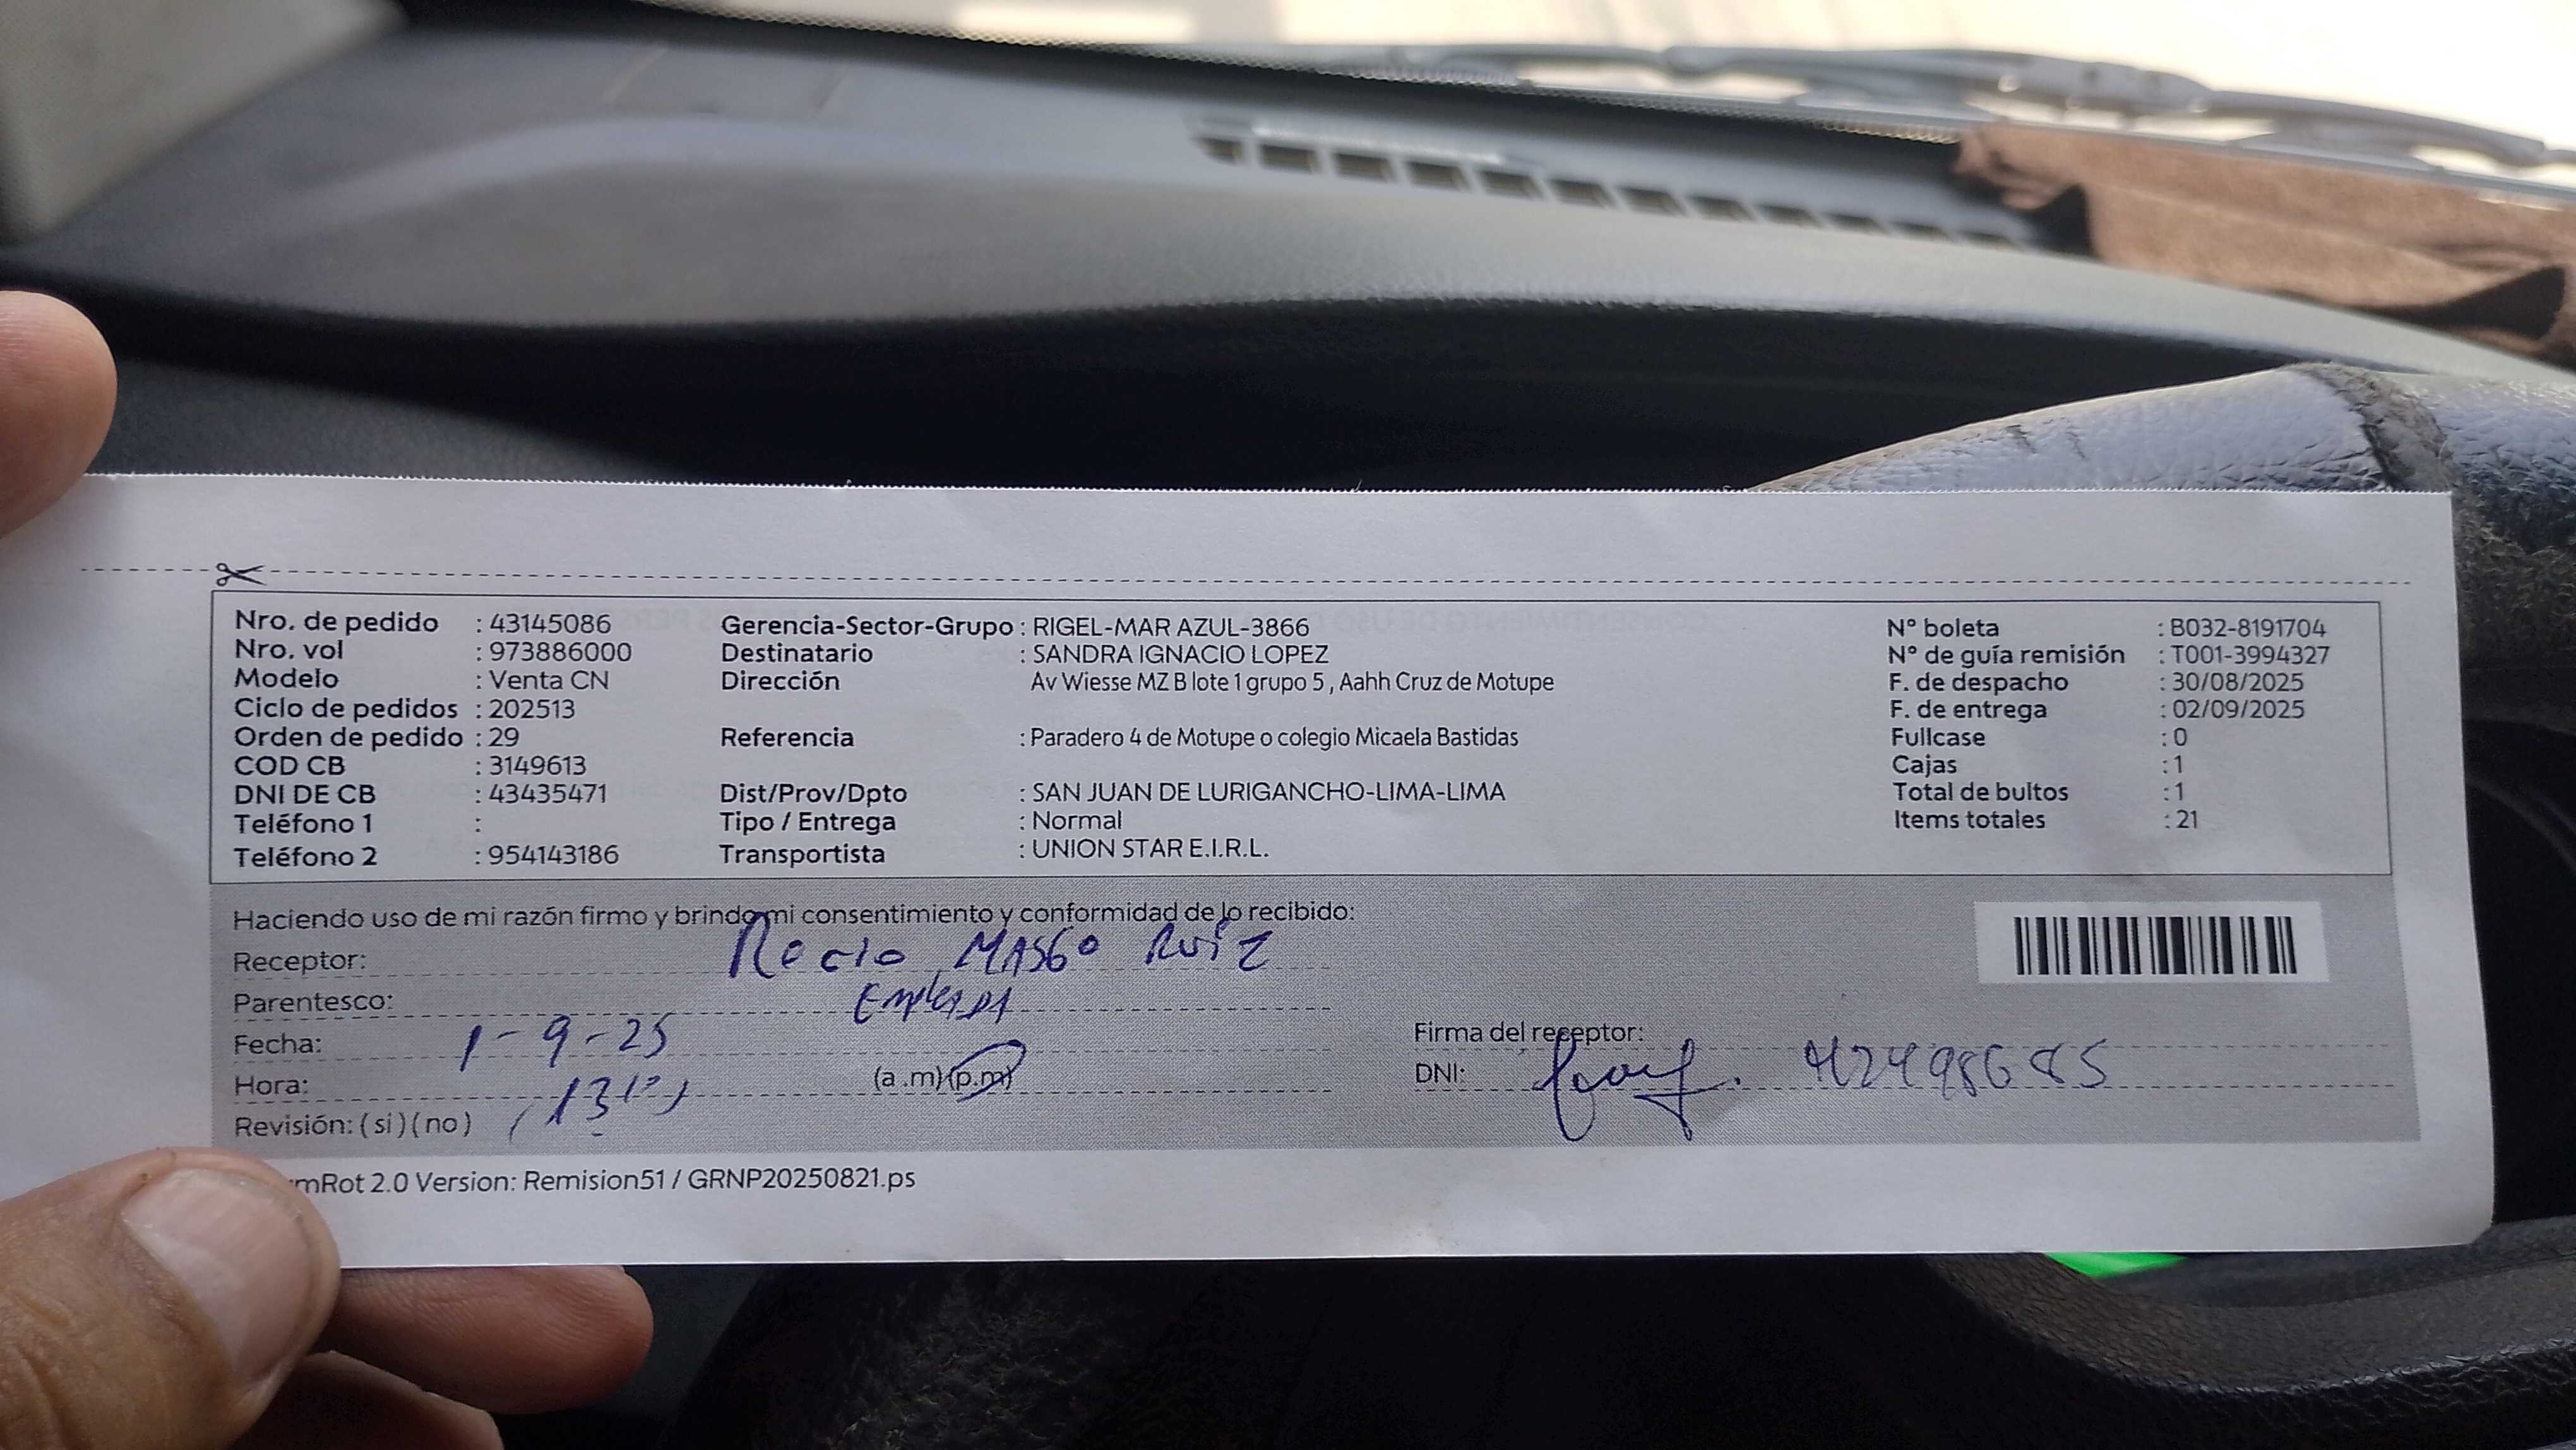 Nro. de pedido : 43145086 Gerencia-Sector-Grupo : RIGEL-MAR AZUL-3866 N° boleta : B032-8191704
Nro. vol : 973886000 Destinatario : SANDRA IGNACIO LOPEZ N° de guía remisión : T001-3994327
Modelo : Venta CN Dirección Av Wiesse MZ B lote 1 grupo 5 , Aahh Cruz de Motupe F. de despacho : 30/08/2025
Ciclo de pedidos : 202513 F. de entrega : 02/09/2025
Orden de pedido : 29 Referencia : Paradero 4 de Motupe o colegio Micaela Bastidas Fullcase : 0
COD CB : 3149613 Cajas : 1
DNI DE CB : 43435471 Dist/Prov/Dpto : SAN JUAN DE LURIGANCHO-LIMA-LIMA Total de bultos : 1
Teléfono 1 : Tipo / Entrega : Normal Items totales : 21
Teléfono 2 : 954143186 Transportista : UNION STAR E.I.R.L.
Haciendo uso de mi razón firmo y brindo mi consentimiento y conformidad de lo recibido:
Receptor: Rocio MASGO RUIZ
Parentesco:
Fecha: 1-9-25 Firma del receptor:
Hora: (a .m) (p.m) DNI:
Revisión: ( si ) ( no )
mRot 2.0 Version: Remision51 / GRNP20250821.ps